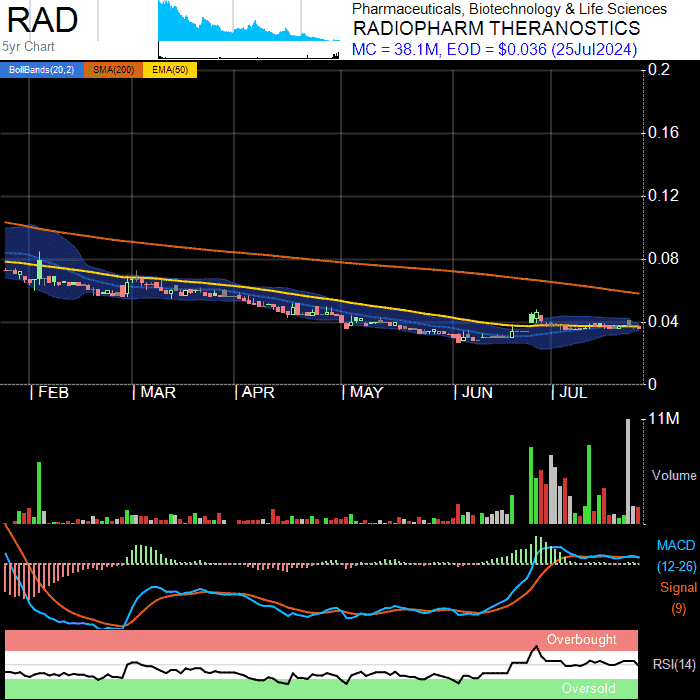 RAD
5yr Chart
Pharmaceuticals, Biotechnology & Life Sciences
RADIOPHARM THERANOSTICS
MC = 38.1M, EOD = $0.036 (25Jul2024)
BollBands(20,2) SMA(200) EMA(50)
0.2
0.16
0.12
0.08
0.04
0
FEB MAR APR MAY JUN JUL
11M
Volume
MACD
(12-26)
Signal
(9)
Overbought
RSI(14)
Oversold